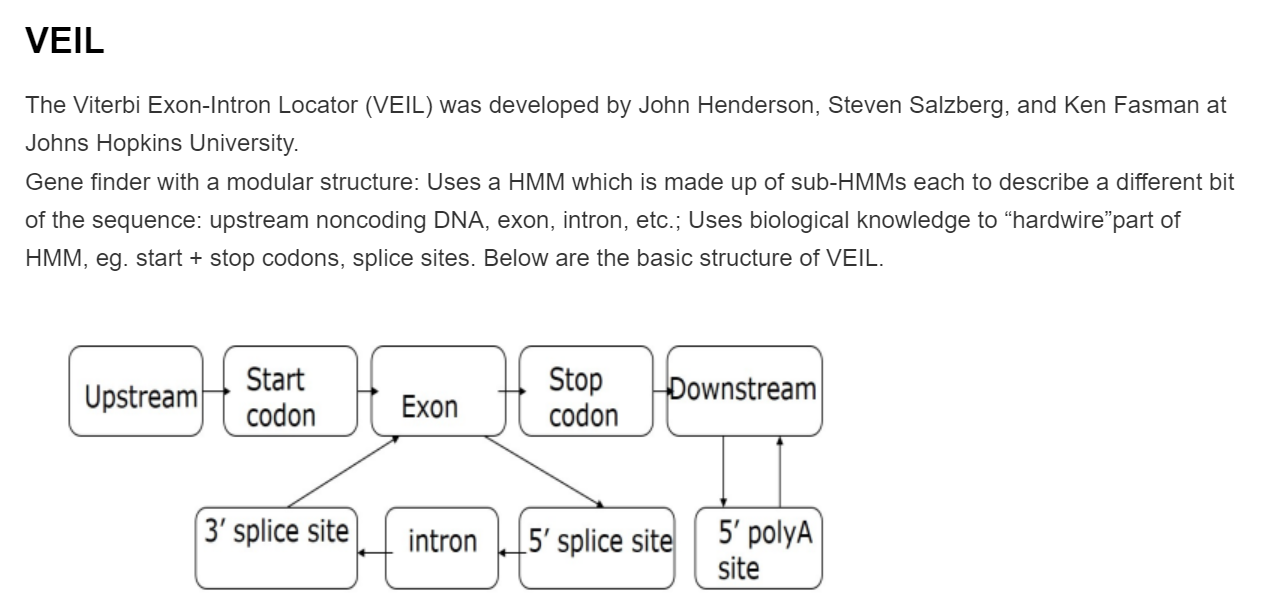 VEIL
The Viterbi Exon-Intron Locator (VEIL) was developed by John Henderson, Steven Salzberg, and Ken Fasman at
Johns Hopkins University.
Gene finder with a modular structure: Uses a HMM which is made up of sub-HMMs each to describe a different bit
of the sequence: upstream noncoding DNA, exon, intron, etc.; Uses biological knowledge to “hardwire”part of
HMM, eg. start + stop codons, splice sites. Below are the basic structure of VEIL.
Upstream
Start
codon
Exon
Stop
codon
Downstream
3′ splice site
intron
5′ splice site
5′ polyA
site